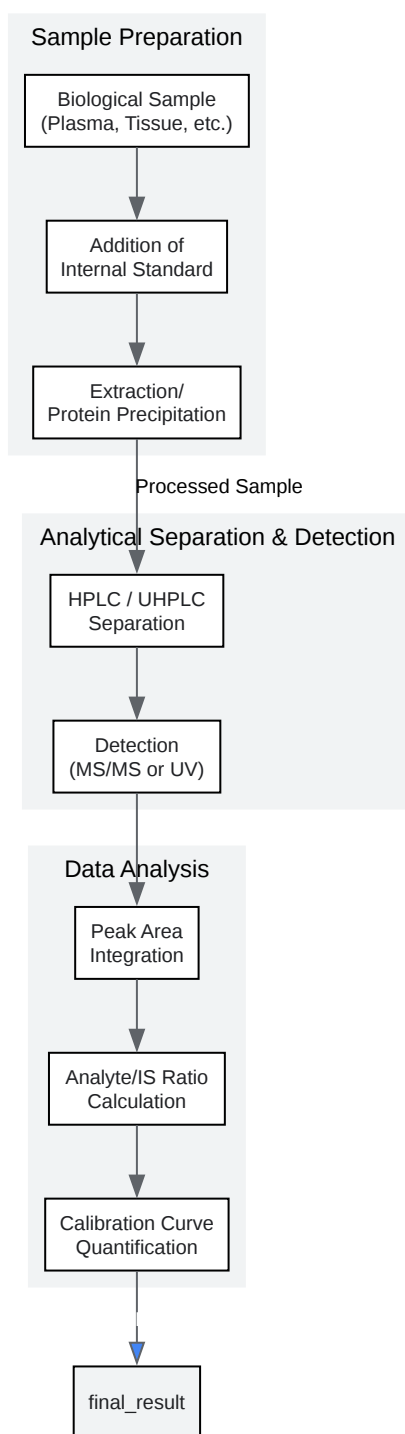 Sample Preparation
Biological Sample
(Plasma, Tissue, etc.)
Addition of
Internal Standard
Extraction/
Protein Precipitation
Processed Sample
Analytical Separation & Detection
HPLC / UHPLC
Separation
Detection
(MS/MS or UV)
Data Analysis
Peak Area
Integration
Analyte/IS Ratio
Calculation
Calibration Curve
Quantification
final_result